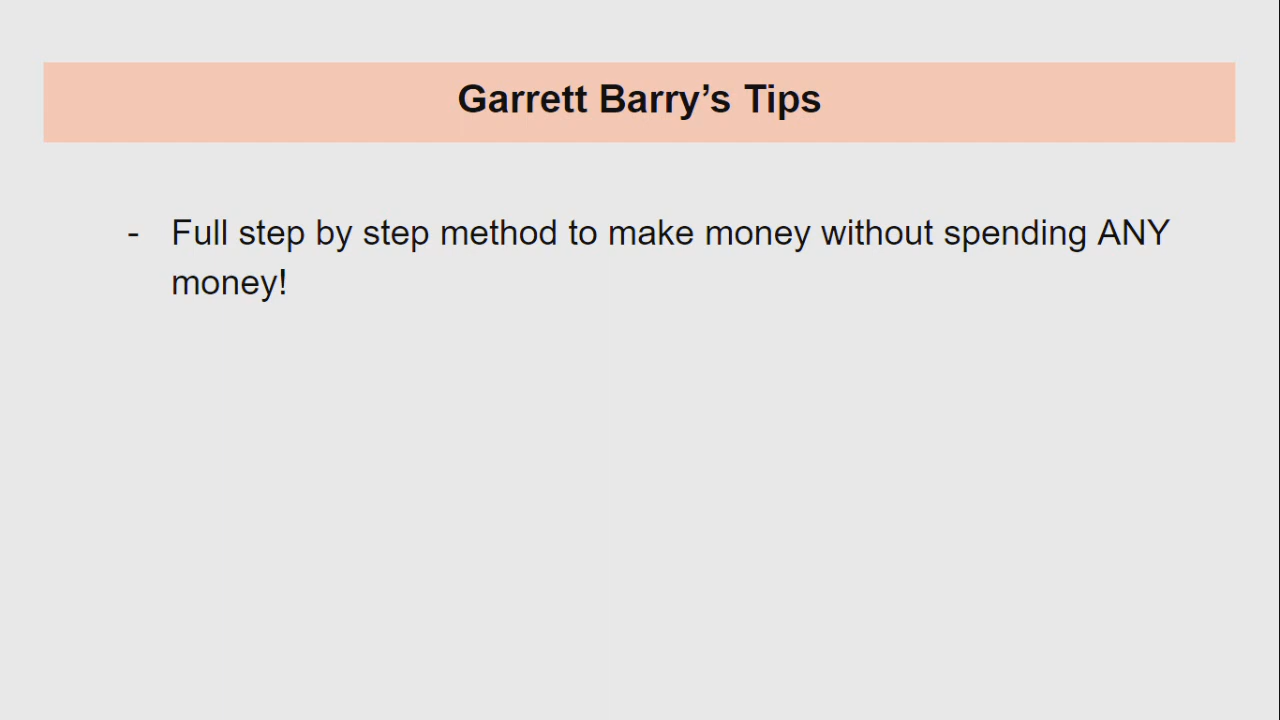 Garrett Barry’s Tips
- Full step by step method to make money without spending ANY
money!